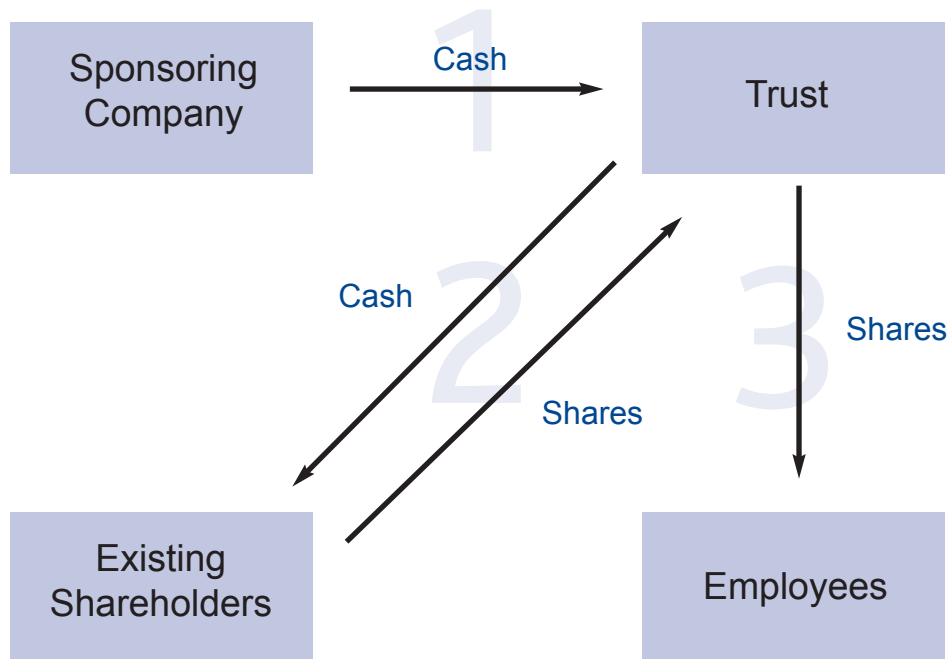 1
Sponsoring
Company
Cash
Trust
2
Cash
Shares
3
Shares
Existing
Shareholders
Employees